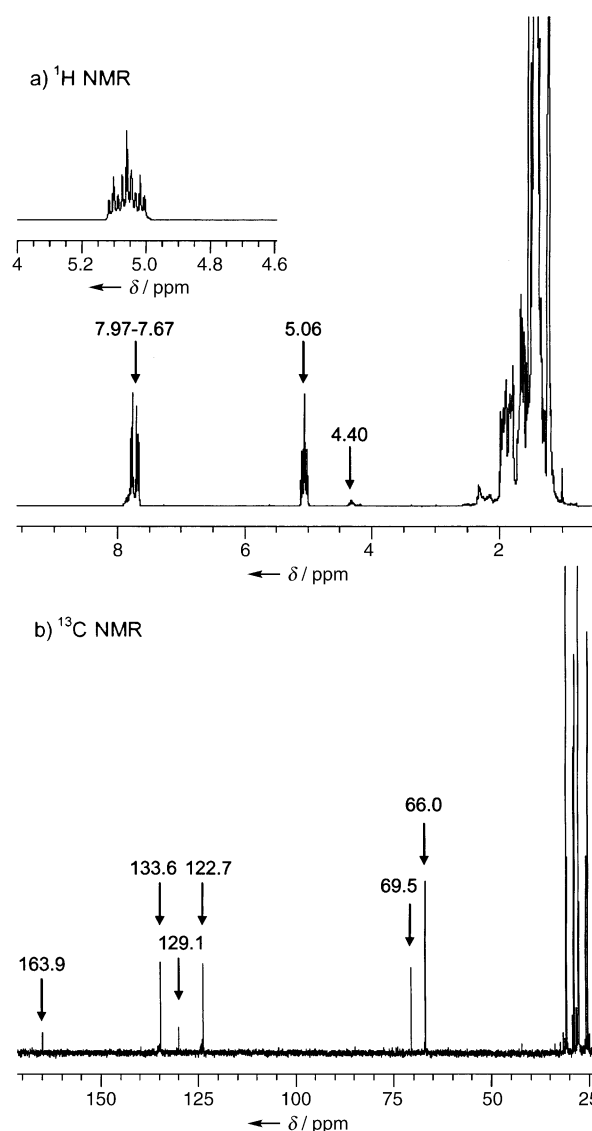 a) ¹H NMR
4 5.2 5.0 4.8 4.6
← δ / ppm
7.97-7.67
5.06
4.40
8 6 4 2
← δ / ppm
b) ¹³C NMR
66.0
133.6 122.7
69.5
129.1
163.9
150 125 100 75 50 25
← δ / ppm